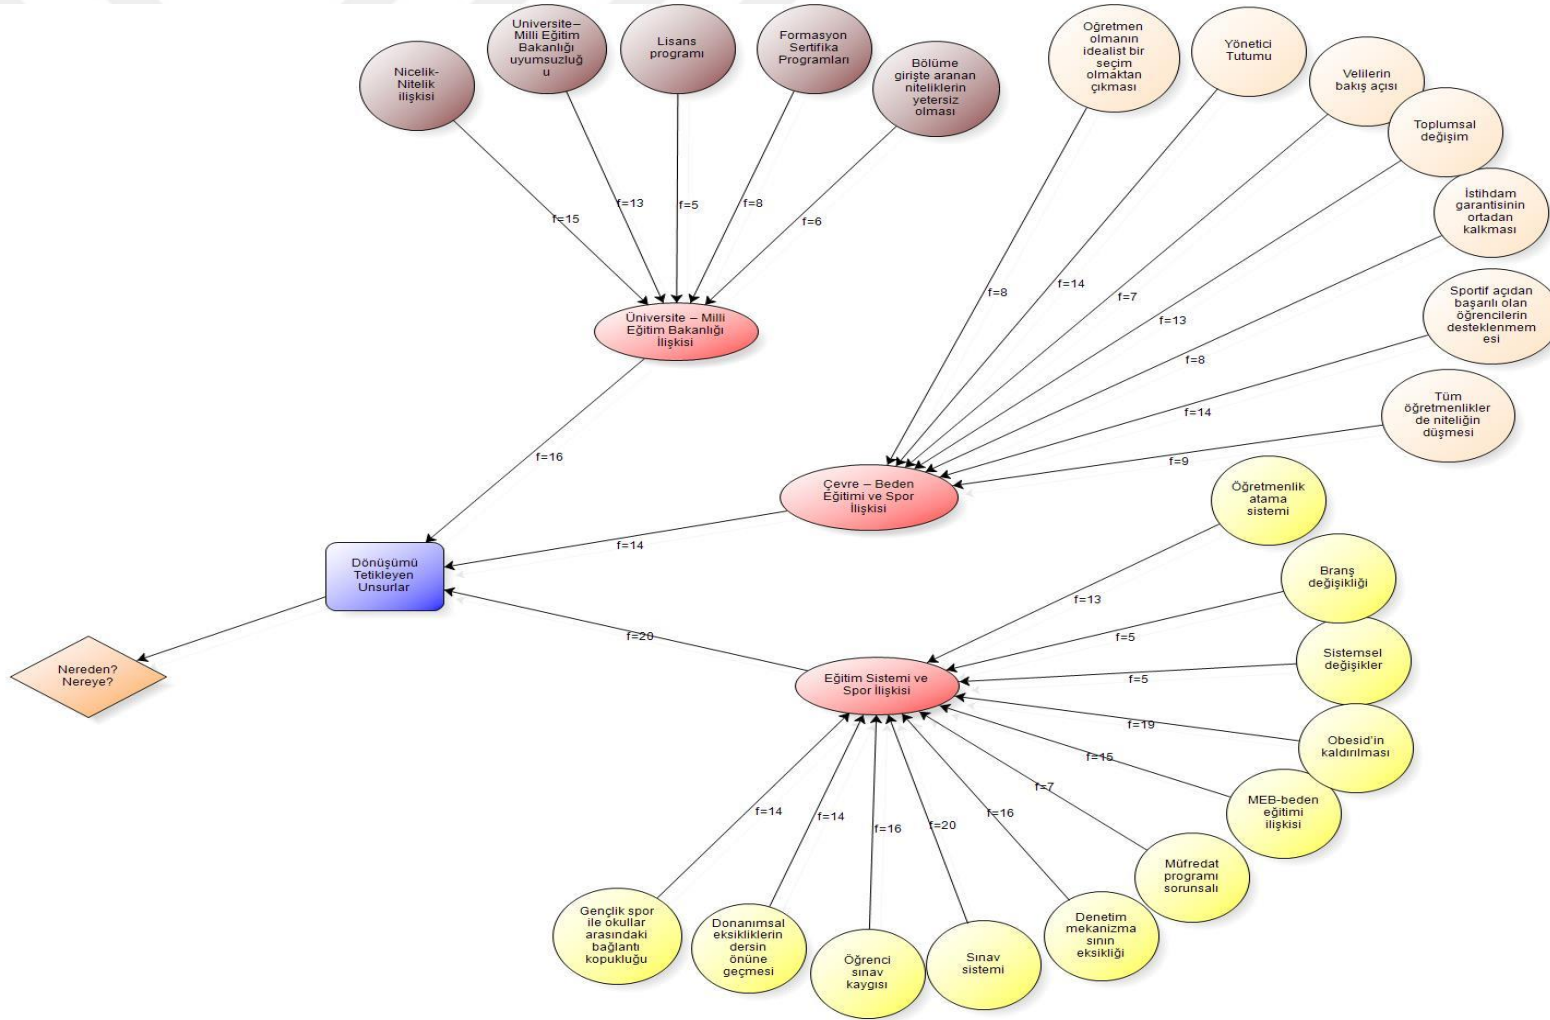 Nicelik-
Nitelik
ilişkisi
Universite–
Milli Eğitim
Bakanlığı
uyumsuzluğ
u
Lisans
programı
Formasyon
Sertifika
Programları
Bölüme
girişte aranan
niteliklerin
yetersiz
olması
f=15
f=13
f=5
f=8
f=6
Üniversite – Milli
Eğitim Bakanlığı
İlişkisi
f=16
Oğretmen
olmanın
idealist bir
seçim
olmaktan
çıkması
Yönetici
Tutumu
Velilerin
bakış açısı
Toplumsal
değişim
İstihdam
garantisinin
ortadan
kalkması
Sportif açıdan
başarılı olan
öğrencilerin
desteklenmem
esi
Tüm
öğretmenlikler
de niteliğin
düşmesi
f=8
f=14
f=7
f=13
f=8
f=14
f=9
Çevre – Beden
Eğitimi ve Spor
İlişkisi
f=14
Dönüşümü
Tetikleyen
Unsurlar
Nereden?
Nereye?
f=20
Eğitim Sistemi ve
Spor İlişkisi
Öğretmenlik
atama
sistemi
Branş
değişikliği
Sistemsel
değişikler
Obesid'in
kaldırılması
MEB-beden
eğitimi
ilişkisi
Müfredat
programı
sorunsalı
Denetim
mekanizma
sının
eksikliği
Sınav
sistemi
Öğrenci
sınav
kaygısı
Donanımsal
eksikliklerin
dersin
önüne
geçmesi
Gençlik spor
ile okullar
arasındaki
bağlantı
kopukluğu
f=13
f=5
f=5
f=19
f=15
f=7
f=16
f=20
f=16
f=14
f=14